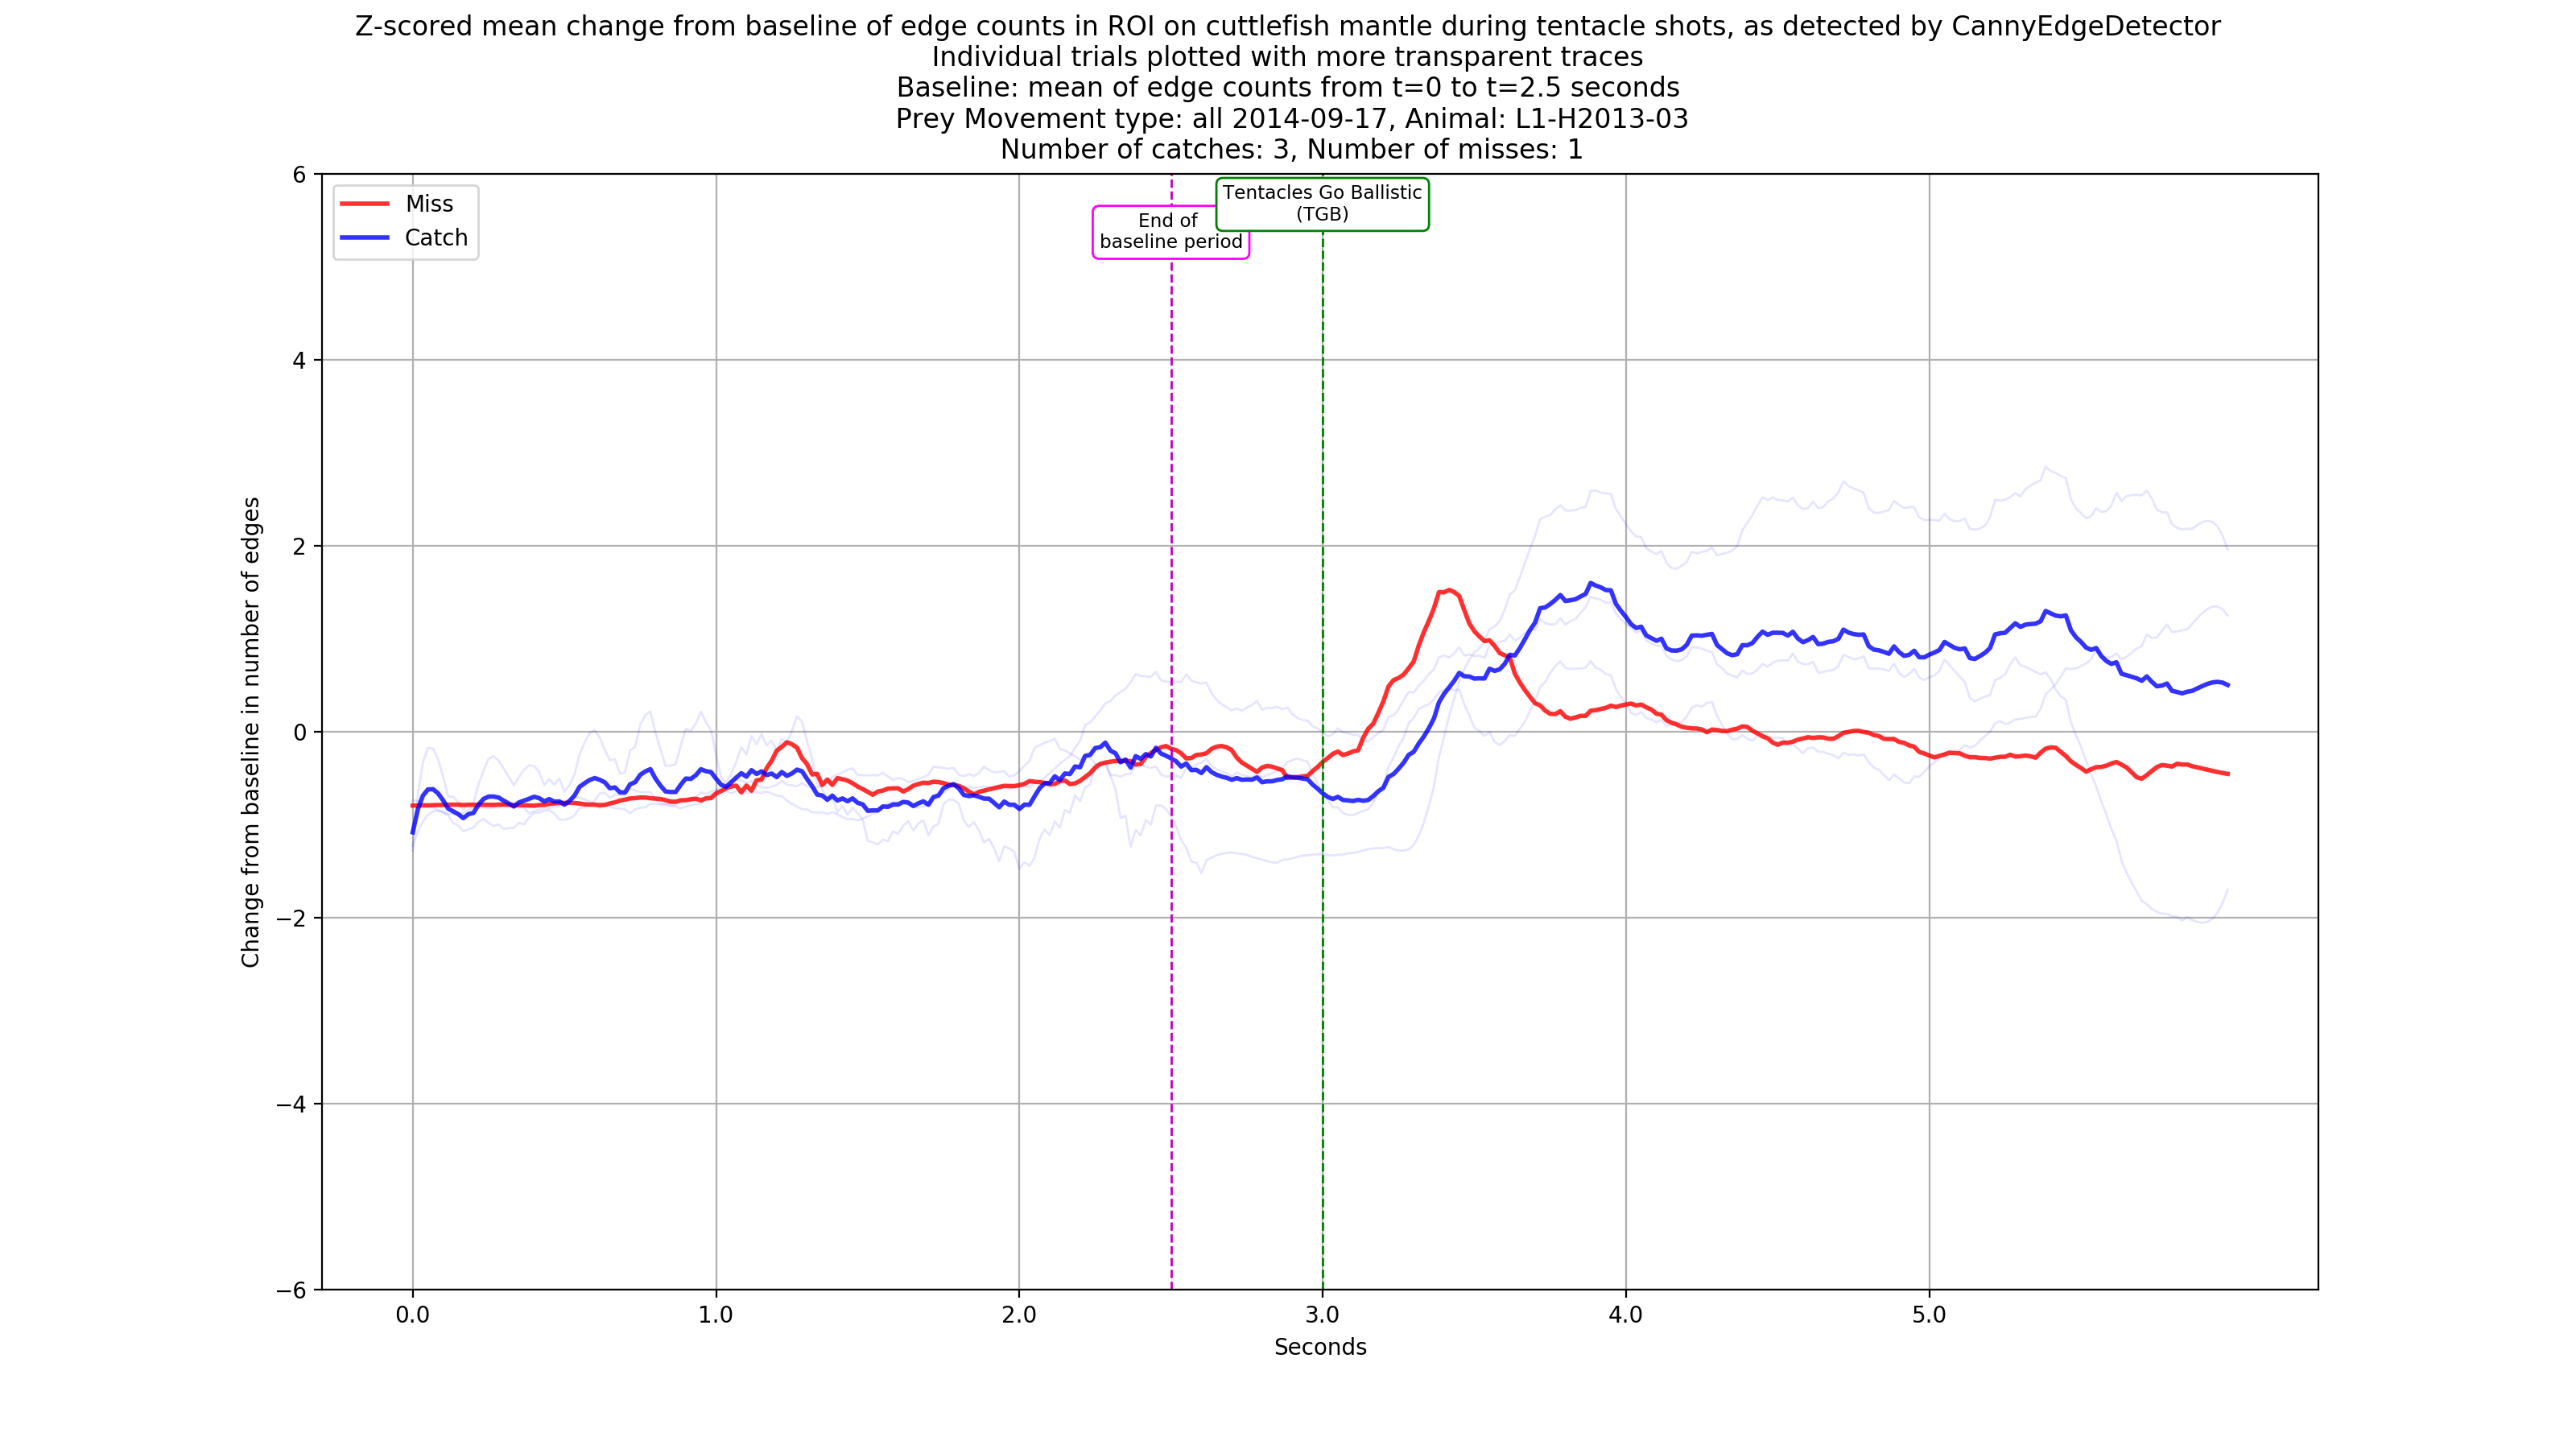 Z-scored mean change from baseline of edge counts in ROI on cuttlefish mantle during tentacle shots, as detected by CannyEdgeDetector
Individual trials plotted with more transparent traces
Baseline: mean of edge counts from t=0 to t=2.5 seconds
Prey Movement type: all 2014-09-17, Animal: L1-H2013-03
Number of catches: 3, Number of misses: 1
Miss
Catch
End of
baseline period
Tentacles Go Ballistic
(TGB)
Change from baseline in number of edges
6
4
2
0
−2
−4
−6
0.0
1.0
2.0
3.0
4.0
5.0
Seconds